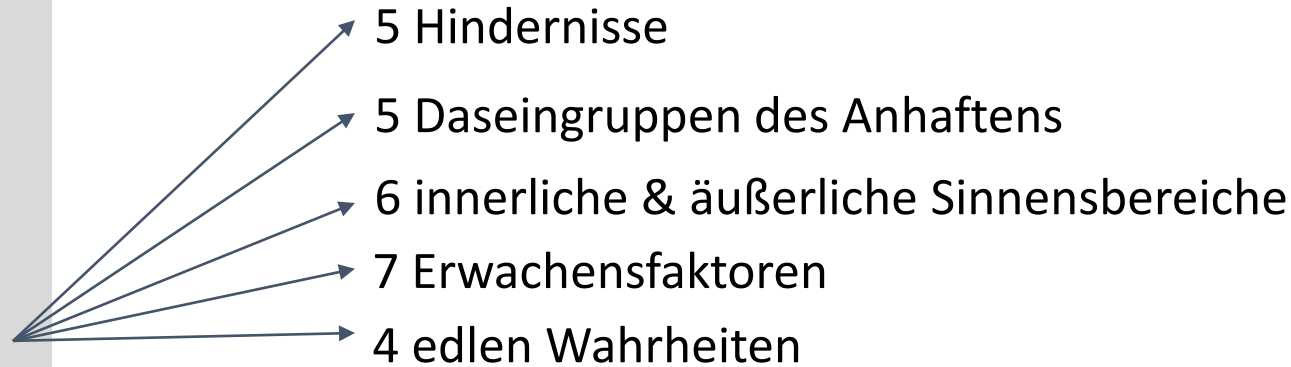 5 Hindernisse
5 Daseingruppen des Anhaftens
6 innerliche & äußerliche Sinnensbereiche
7 Erwachensfaktoren
4 edlen Wahrheiten